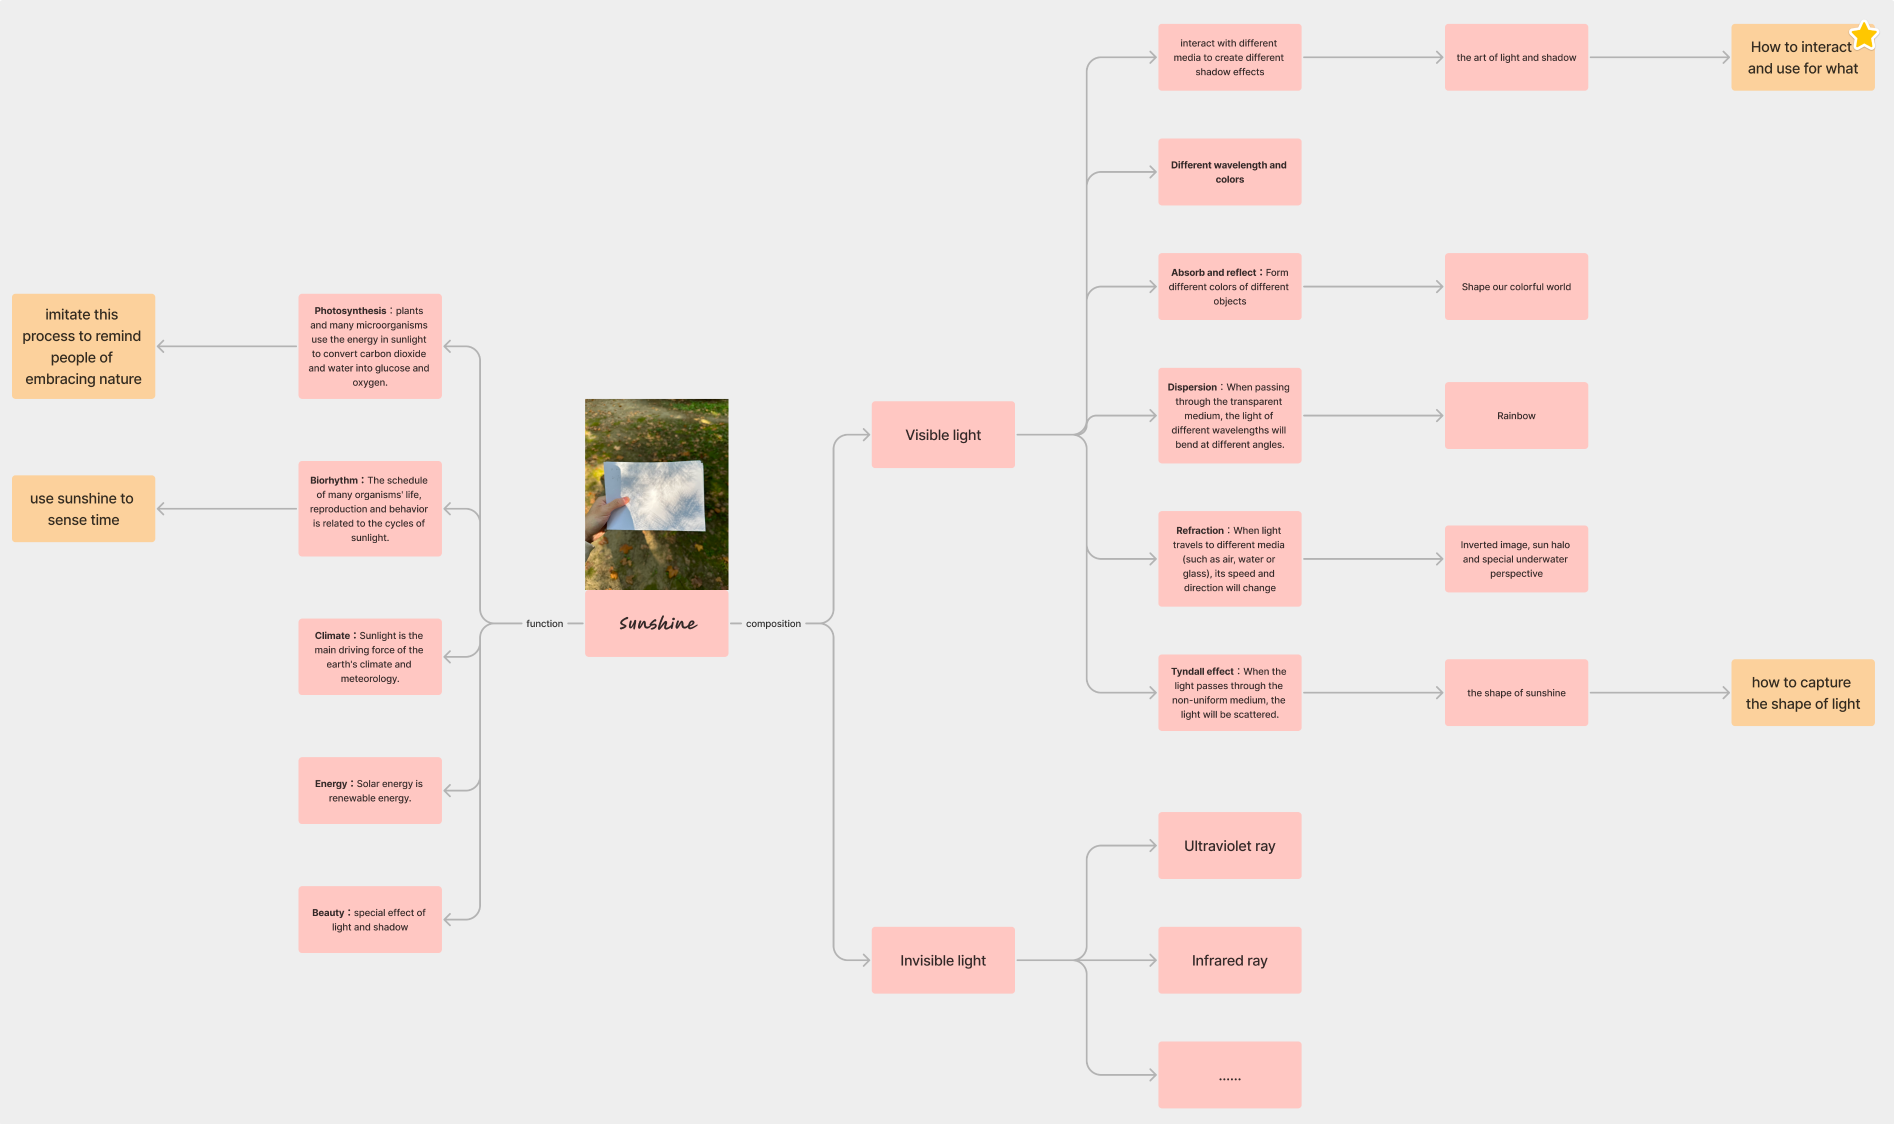 imitate this
process to remind
people of
embracing nature
use sunshine to
sense time
Photosynthesis：plants
and many microorganisms
use the energy in sunlight
to convert carbon dioxide
and water into glucose and
oxygen.
Biorhythm：The schedule
of many organisms' life,
reproduction and behavior
is related to the cycles of
sunlight.
Climate：Sunlight is the
main driving force of the
earth's climate and
meteorology.
Energy：Solar energy is
renewable energy.
Beauty：special effect of
light and shadow
function
sunshine
composition
Visible light
Invisible light
interact with different
media to create different
shadow effects
the art of light and shadow
How to interact
and use for what
Different wavelength and
colors
Absorb and reflect：Form
different colors of different
objects
Shape our colorful world
Dispersion：When passing
through the transparent
medium, the light of
different wavelengths will
bend at different angles.
Rainbow
Refraction：When light
travels to different media
(such as air, water or
glass), its speed and
direction will change
Inverted image, sun halo
and special underwater
perspective
Tyndall effect：When the
light passes through the
non-uniform medium, the
light will be scattered.
the shape of sunshine
how to capture
the shape of light
Ultraviolet ray
Infrared ray
......